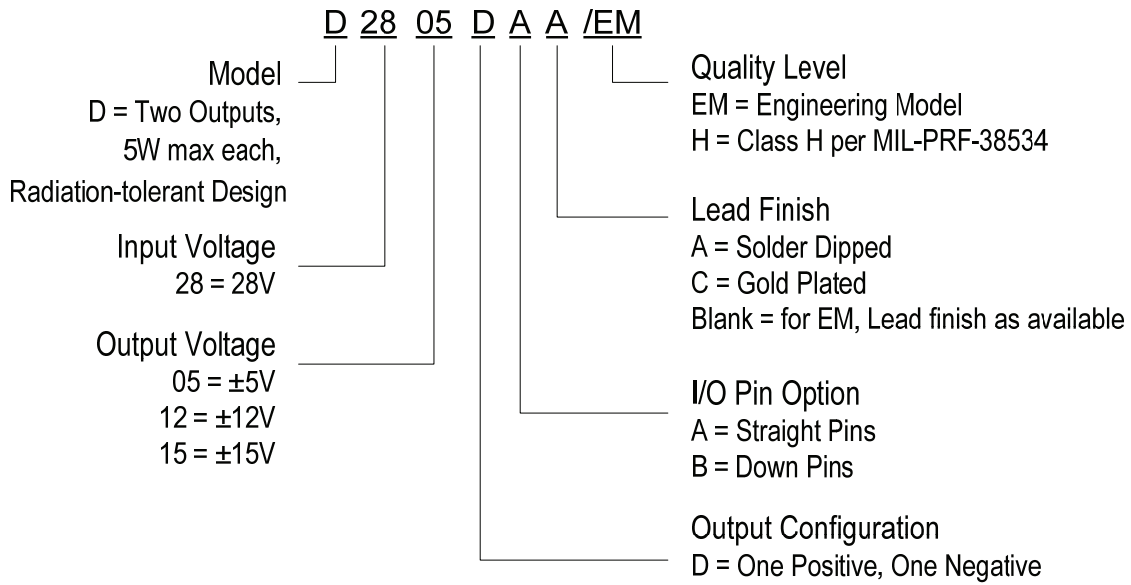 D 28 05 D A A /EM
Model
D = Two Outputs,
5W max each,
Radiation-tolerant Design
Input Voltage
28 = 28V
Output Voltage
05 = ±5V
12 = ±12V
15 = ±15V
Quality Level
EM = Engineering Model
H = Class H per MIL-PRF-38534
Lead Finish
A = Solder Dipped
C = Gold Plated
Blank = for EM, Lead finish as available
I/O Pin Option
A = Straight Pins
B = Down Pins
Output Configuration
D = One Positive, One Negative